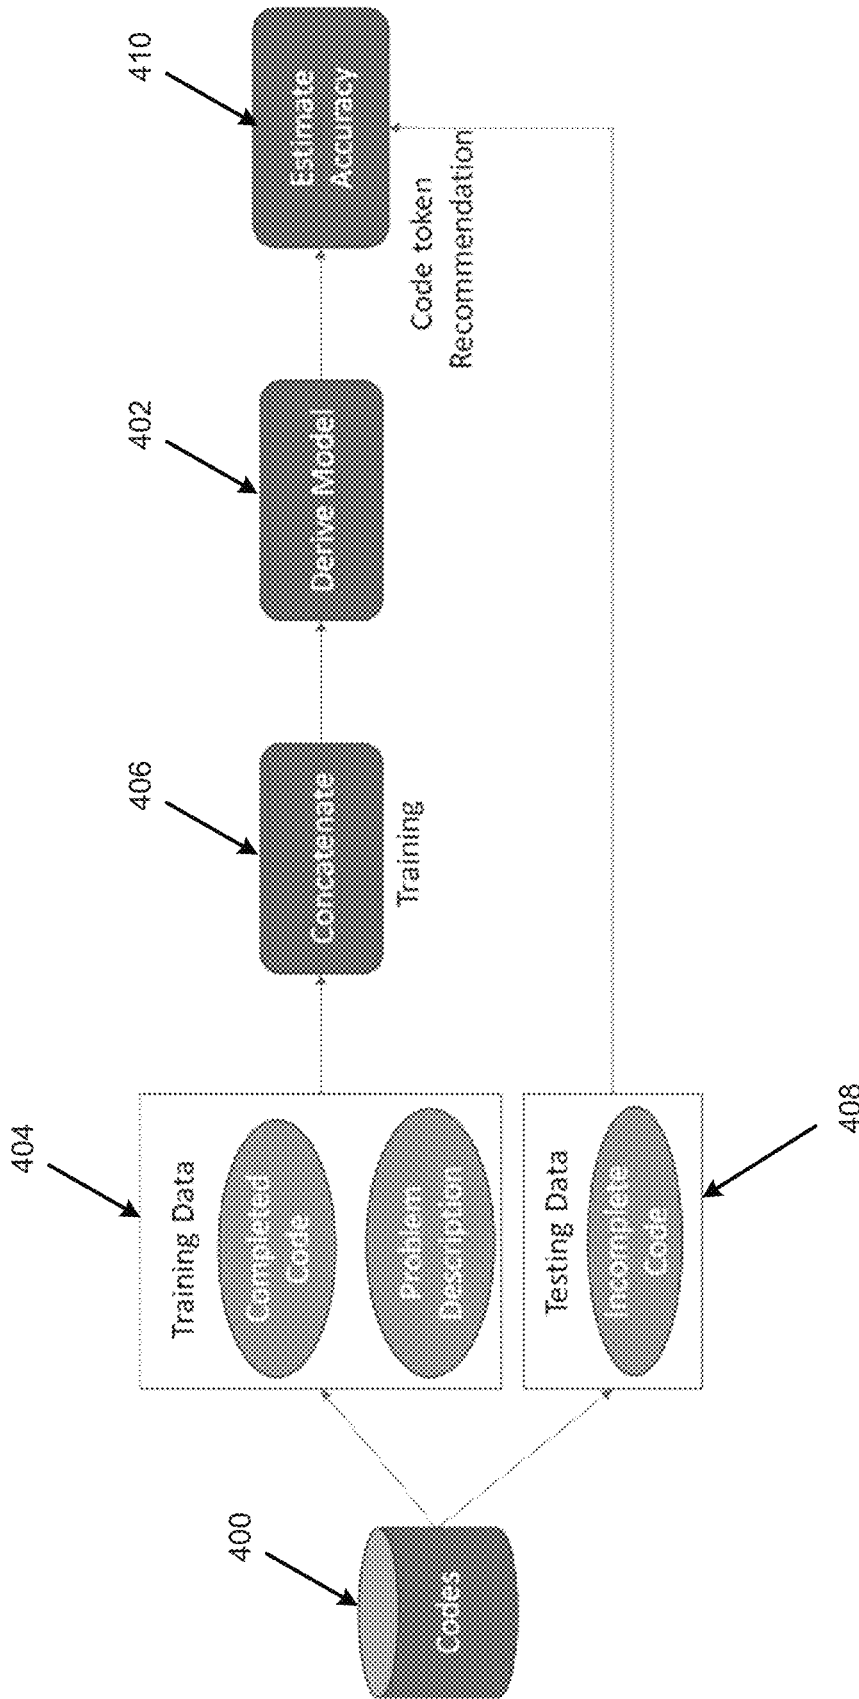 400
Codes
404
Training Data
Completed
Code
Problem
Description
Testing Data
Incomplete
Code
408
406
Concatenate
Training
402
Derive Model
410
Estimate
Accuracy
Code token
Recommendation